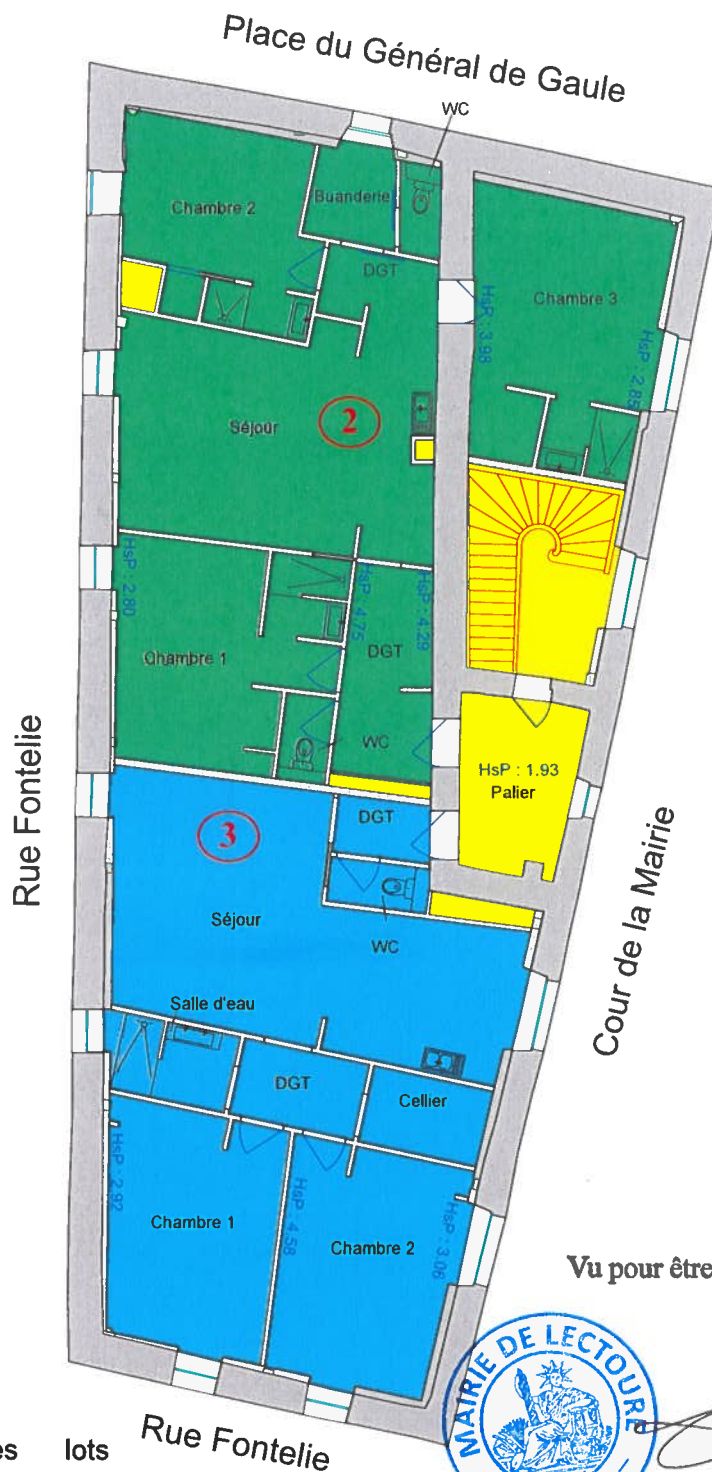 Place du Général de Gaule
WC
Chambre 2
Buanderie
DGT
Chambre 3
HsP : 3.98
HsP : 2.85
Séjour
2
HsP : 2.80
HsP : 4.75
HsP : 4.29
Chambre 1
DGT
WC
HsP : 1.93
Palier
Rue Fontelie
3
DGT
Séjour
WC
Cour de la Mairie
Salle d'eau
DGT
Cellier
HsP : 2.92
HsP : 4.58
HsP : 3.06
Chambre 1
Chambre 2
Vu pour être
MAIRIE DE LECTOURE
Rue Fontelie
es lots